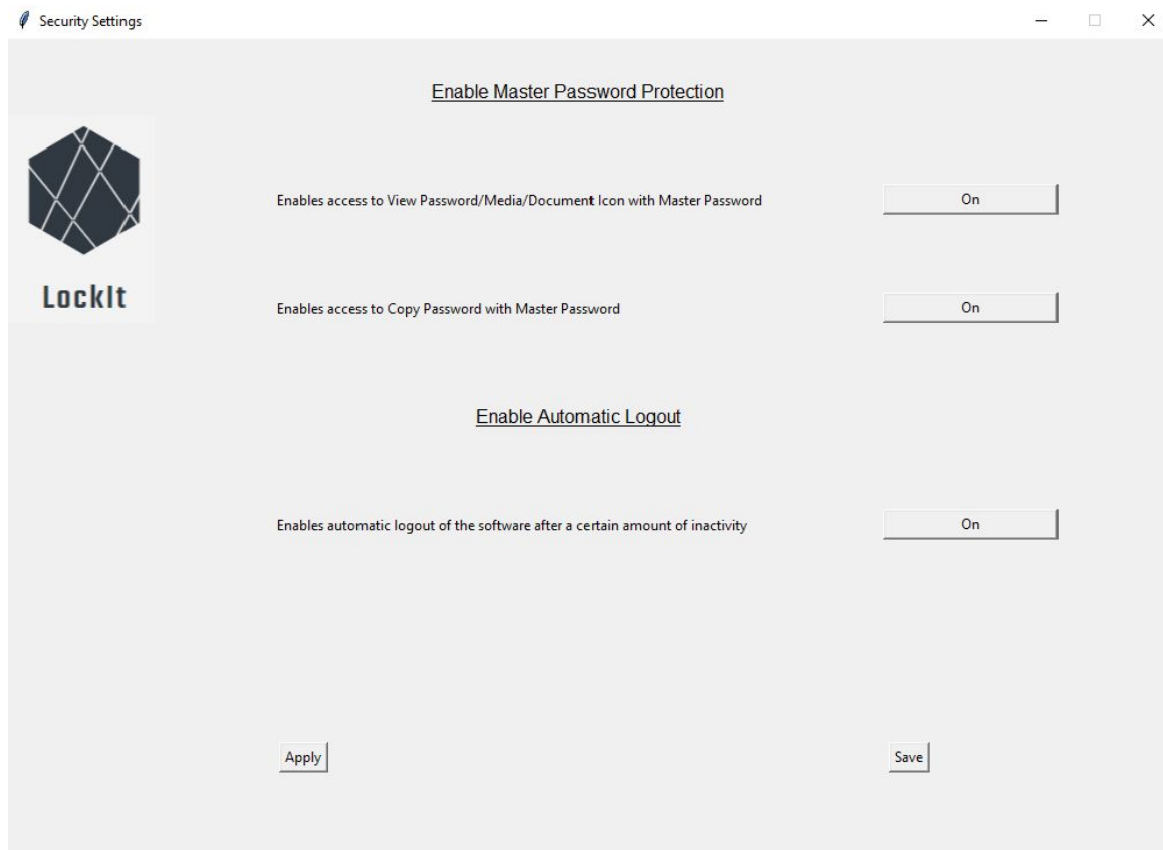 Security Settings
Enable Master Password Protection
Enables access to View Password/Media/Document Icon with Master Password
On
LockIt
Enables access to Copy Password with Master Password
On
Enable Automatic Logout
Enables automatic logout of the software after a certain amount of inactivity
On
Apply
Save